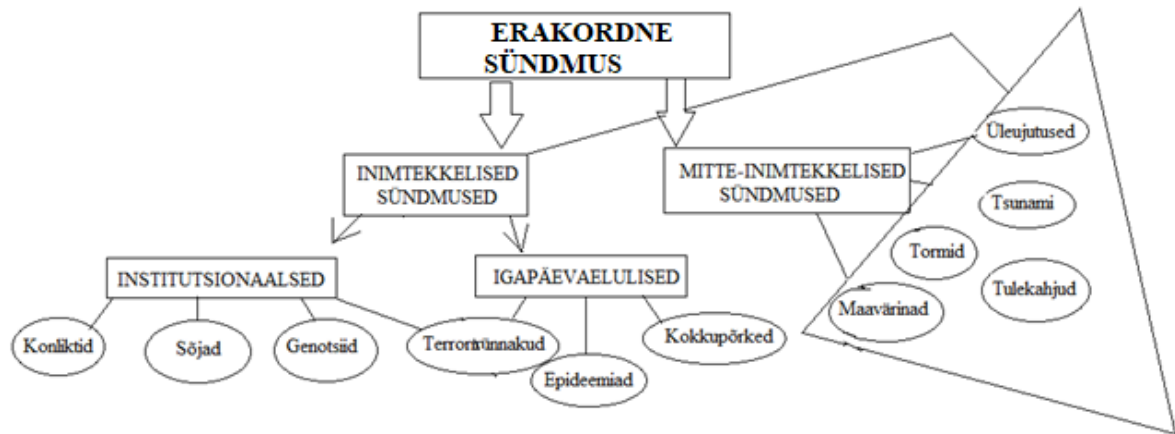 ERAKORDNE
SÜNDMUS
INIMTEKKELISED
SÜNDMUSED
MITTE-INIMTEKKELISED
SÜNDMUSED
INSTITUTSIONAALSED
IGAPÄEVAELULISED
Konliktid
Sõjad
Genotsiid
Terrorirünnakud
Epideemiad
Kokkupõrked
Üleujutused
Tsunami
Tormid
Tulekahjud
Maavärinad